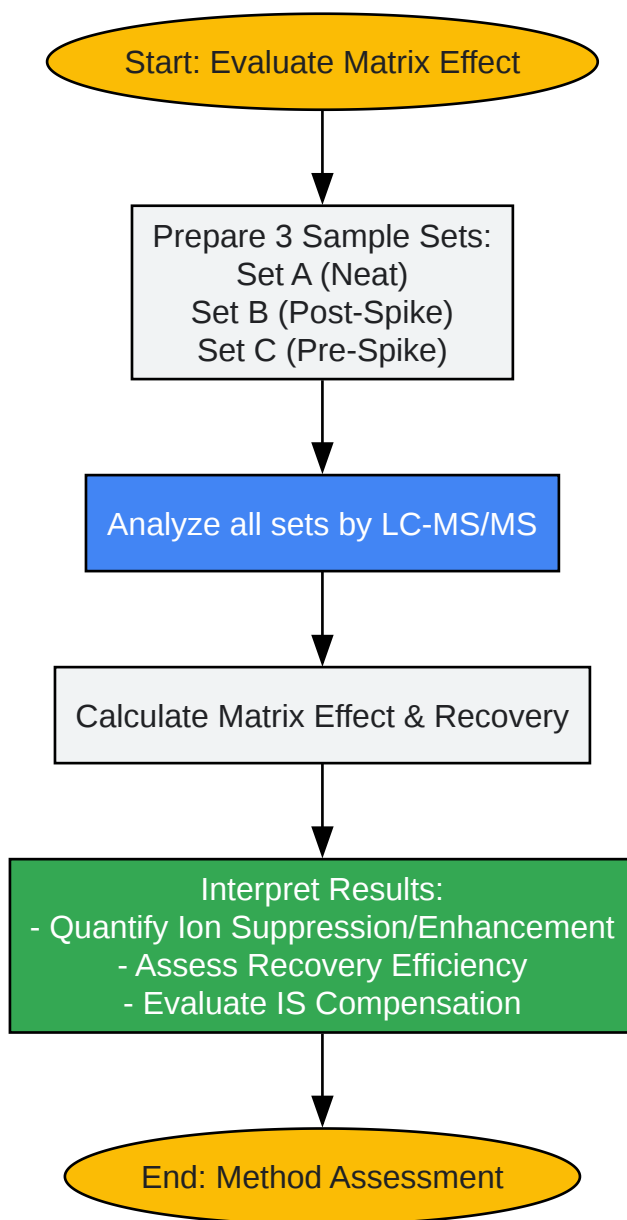 Start: Evaluate Matrix Effect
Prepare 3 Sample Sets:
Set A (Neat)
Set B (Post-Spike)
Set C (Pre-Spike)
Analyze all sets by LC-MS/MS
Calculate Matrix Effect & Recovery
Interpret Results:
- Quantify Ion Suppression/Enhancement
- Assess Recovery Efficiency
- Evaluate IS Compensation
End: Method Assessment